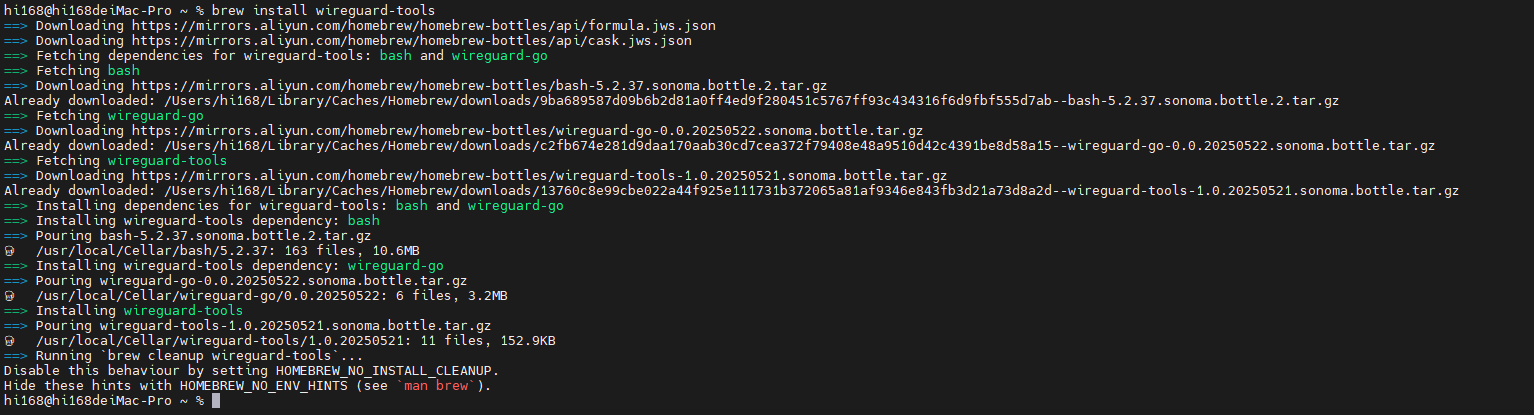 hi168@hi168deiMac-Pro ~ % brew install wireguard-tools
==> Downloading https://mirrors.aliyun.com/homebrew/homebrew-bottles/api/formula.jws.json
==> Downloading https://mirrors.aliyun.com/homebrew/homebrew-bottles/api/cask.jws.json
==> Fetching dependencies for wireguard-tools: bash and wireguard-go
==> Fetching bash
==> Downloading https://mirrors.aliyun.com/homebrew/homebrew-bottles/bash-5.2.37.sonoma.bottle.2.tar.gz
Already downloaded: /Users/hi168/Library/Caches/Homebrew/downloads/9ba689587d09b6b2d81a0ff4ed9f280451c5767ff93c434316f6d9fbf555d7ab--bash-5.2.37.sonoma.bottle.2.tar.gz
==> Fetching wireguard-go
==> Downloading https://mirrors.aliyun.com/homebrew/homebrew-bottles/wireguard-go-0.0.20250522.sonoma.bottle.tar.gz
Already downloaded: /Users/hi168/Library/Caches/Homebrew/downloads/c2fb674e281d9daa170aab30cd7cea372f79408e48a9510d42c4391be8d58a15--wireguard-go-0.0.20250522.sonoma.bottle.tar.gz
==> Fetching wireguard-tools
==> Downloading https://mirrors.aliyun.com/homebrew/homebrew-bottles/wireguard-tools-1.0.20250521.sonoma.bottle.tar.gz
Already downloaded: /Users/hi168/Library/Caches/Homebrew/downloads/13760c8e99cbe022a44f925e111731b372065a81af9346e843fb3d21a73d8a2d--wireguard-tools-1.0.20250521.sonoma.bottle.tar.gz
==> Installing dependencies for wireguard-tools: bash and wireguard-go
==> Installing wireguard-tools dependency: bash
==> Pouring bash-5.2.37.sonoma.bottle.2.tar.gz
🍺  /usr/local/Cellar/bash/5.2.37: 163 files, 10.6MB
==> Installing wireguard-tools dependency: wireguard-go
==> Pouring wireguard-go-0.0.20250522.sonoma.bottle.tar.gz
🍺  /usr/local/Cellar/wireguard-go/0.0.20250522: 6 files, 3.2MB
==> Installing wireguard-tools
==> Pouring wireguard-tools-1.0.20250521.sonoma.bottle.tar.gz
🍺  /usr/local/Cellar/wireguard-tools/1.0.20250521: 11 files, 152.9KB
==> Running `brew cleanup wireguard-tools`...
Disable this behaviour by setting HOMEBREW_NO_INSTALL_CLEANUP.
Hide these hints with HOMEBREW_NO_ENV_HINTS (see `man brew`).
hi168@hi168deiMac-Pro ~ %